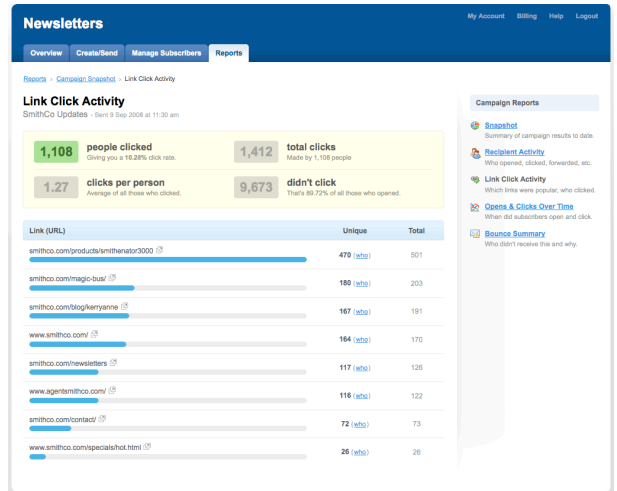 Newsletters
My Account Billing Help Logout
Overview Create/Send Manage Subscribers Reports
Reports > Campaign Snapshot > Link Click Activity
Link Click Activity
SmithCo Updates - Sent 9 Sep 2008 at 11:30 am
1,108 people clicked
Giving you a 10.28% click rate.
1,412 total clicks
Made by 1,108 people
1.27 clicks per person
Average of all those who clicked.
9,673 didn't click
That's 89.72% of all those who opened.
Link (URL) Unique Total
smithco.com/products/smithenator3000 470 (who) 501
smithco.com/magic-bus/ 180 (who) 203
smithco.com/blog/kerryanne 167 (who) 191
www.smithco.com/ 164 (who) 170
smithco.com/newsletters 117 (who) 126
www.agentsmithco.com/ 116 (who) 122
smithco.com/contact/ 72 (who) 73
www.smithco.com/specials/hot.html 26 (who) 26
Campaign Reports
Snapshot
Summary of campaign results to date.
Recipient Activity
Who opened, clicked, forwarded, etc.
Link Click Activity
Which links were popular, who clicked.
Opens & Clicks Over Time
When did subscribers open and click.
Bounce Summary
Who didn't receive this and why.